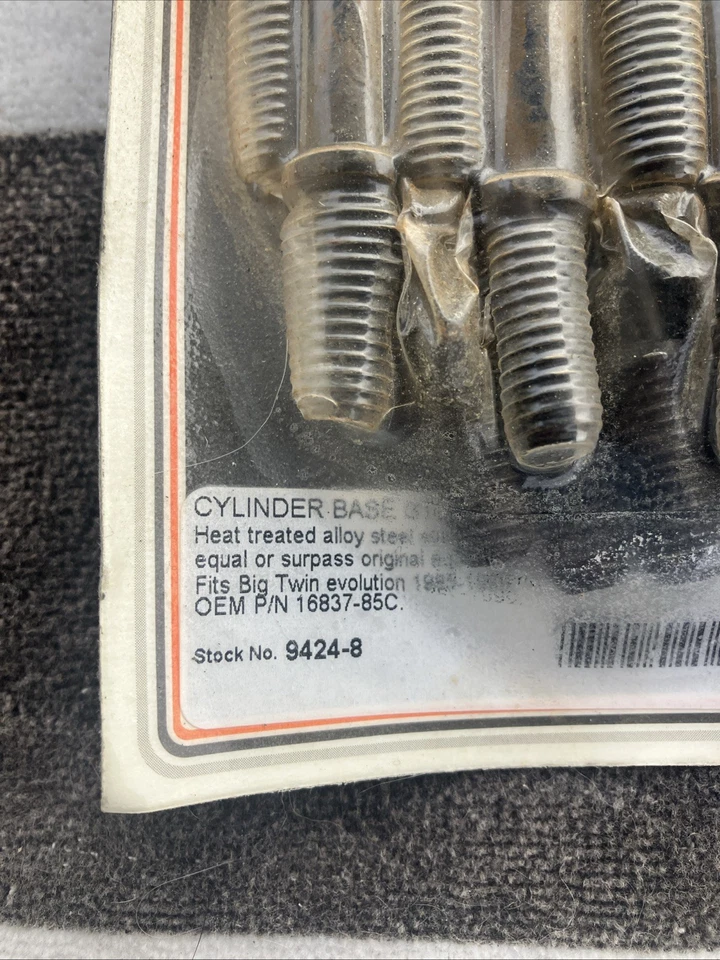 CYLINDER BASE
Heat treated alloy steel
equal or surpass original
Fits Big Twin evolution
OEM P/N 16837-85C.
Stock No. 9424-8